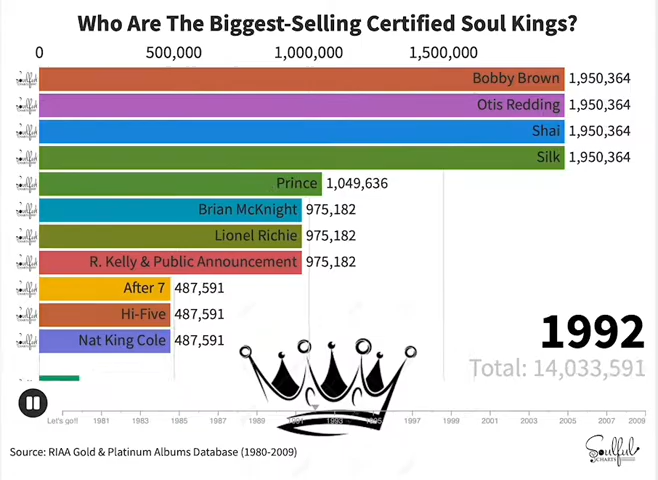 Who Are The Biggest-Selling Certified Soul Kings?
0 500,000 1,000,000 1,500,000
Bobby Brown 1,950,364
Otis Redding 1,950,364
Shai 1,950,364
Silk 1,950,364
Prince 1,049,636
Brian McKnight 975,182
Lionel Richie 975,182
R. Kelly & Public Announcement 975,182
After 7 487,591
Hi-Five 487,591
Nat King Cole 487,591
1992
Total: 14,033,591
Let's go!! 1981 1983 1985 1987 1989 1991 1993 1995 1997 1999 2001 2003 2005 2007 2009
Source: RIAA Gold & Platinum Albums Database (1980-2009)
Soulful
CHARTS